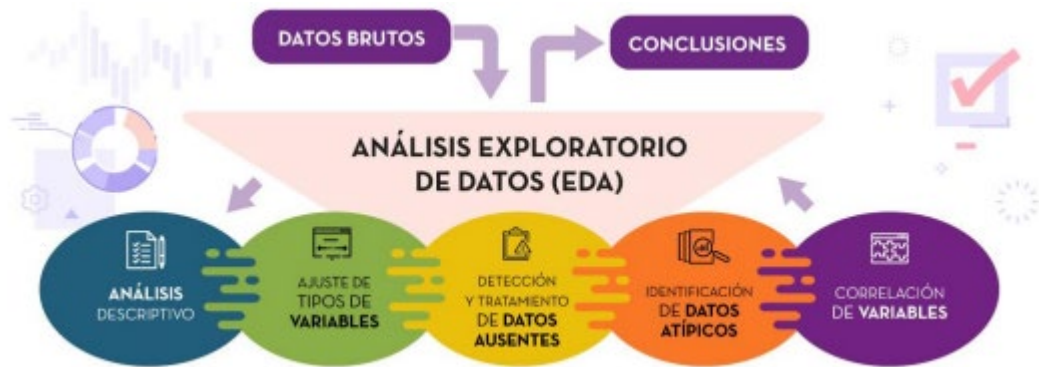 DATOS BRUTOS
CONCLUSIONES
ANÁLISIS EXPLORATORIO
DE DATOS (EDA)
ANÁLISIS
DESCRIPTIVO
AJUSTE DE
TIPOS DE
VARIABLES
DETECCIÓN
Y TRATAMIENTO
DE DATOS
AUSENTES
IDENTIFICACIÓN
DE DATOS
ATÍPICOS
CORRELACIÓN
DE VARIABLES